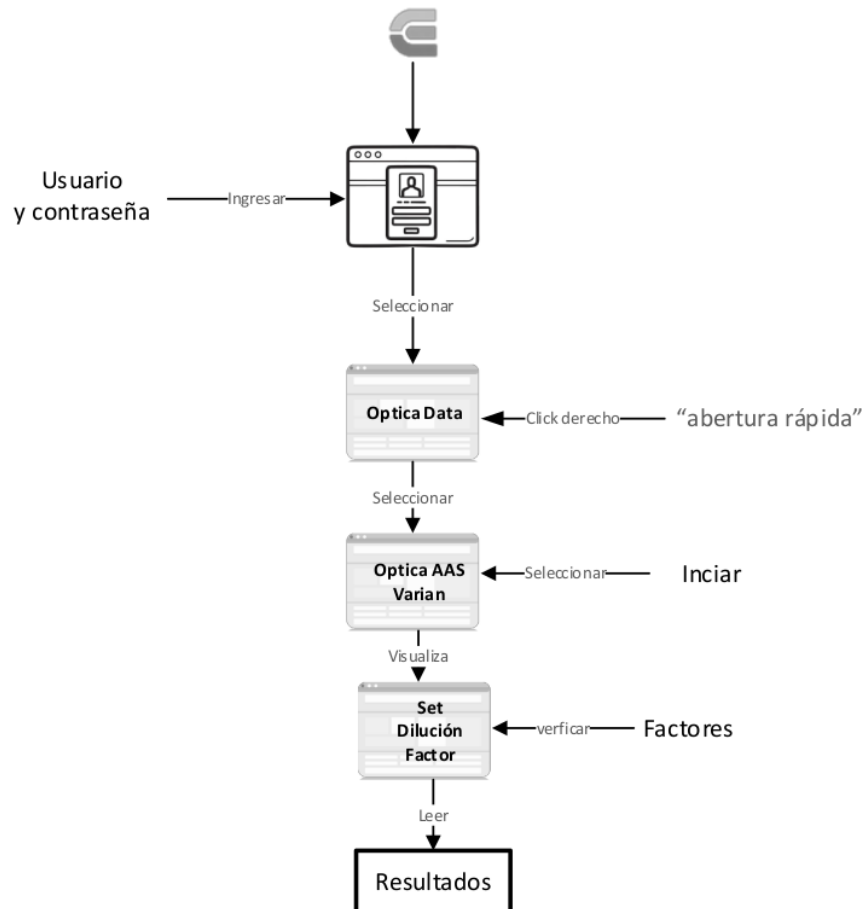 Usuario
y contraseña
Ingresar
Seleccionar
Optica Data
Click derecho
“abertura rápida”
Seleccionar
Optica AAS
Varian
Seleccionar
Inciar
Visualiza
Set
Dilución
Factor
verficar
Factores
Leer
Resultados